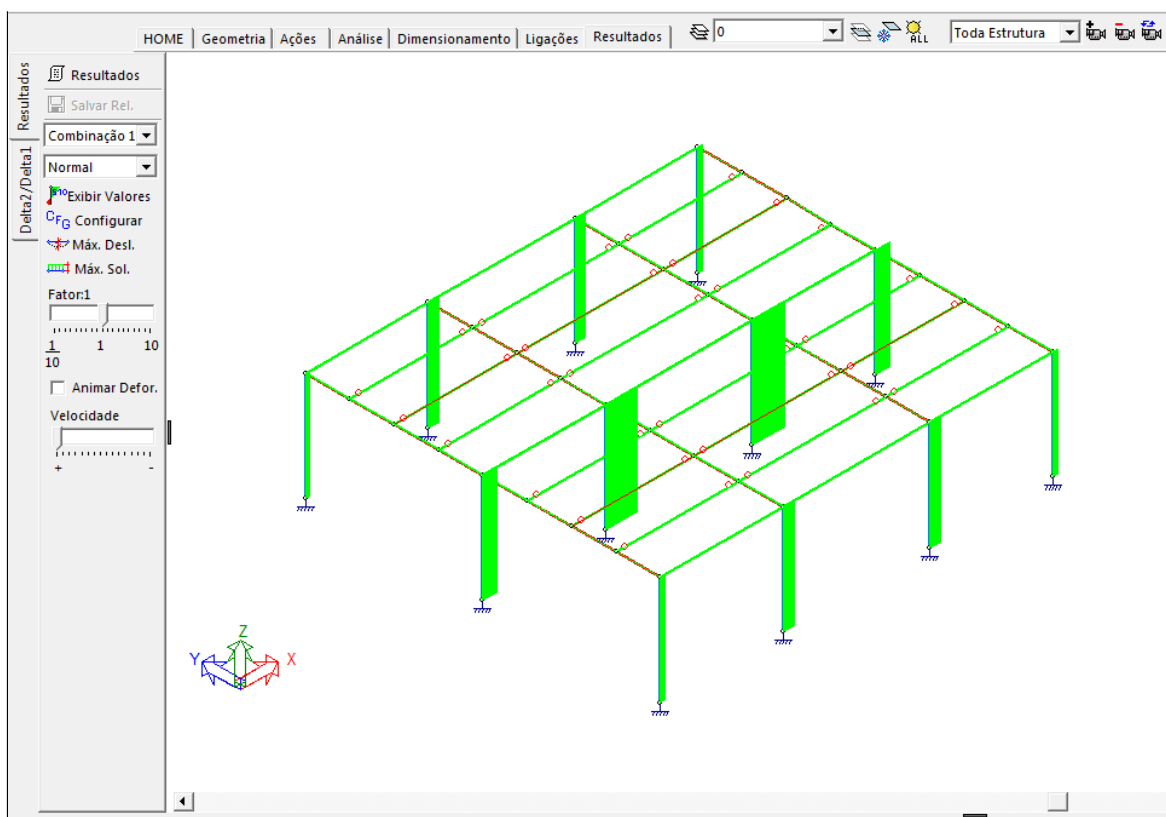 HOME Geometria Ações Análise Dimensionamento Ligações Resultados 0 ALL Toda Estrutura
Resultados
Delta2/Delta1
Resultados
Salvar Rel.
Combinação 1
Normal
Exibir Valores
CFG Configurar
Máx. Desl.
Máx. Sol.
Fator:1
1/10 1 10
Animar Defor.
Velocidade
+ -
Z
Y X